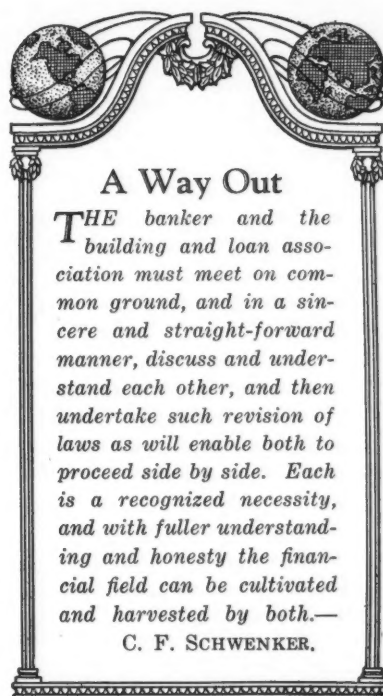 A Way Out
THE banker and the
building and loan asso-
ciation must meet on com-
mon ground, and in a sin-
cere and straight-forward
manner, discuss and under-
stand each other, and then
undertake such revision of
laws as will enable both to
proceed side by side. Each
is a recognized necessity,
and with fuller understand-
ing and honesty the finan-
cial field can be cultivated
and harvested by both.—
C. F. SCHWENKER.